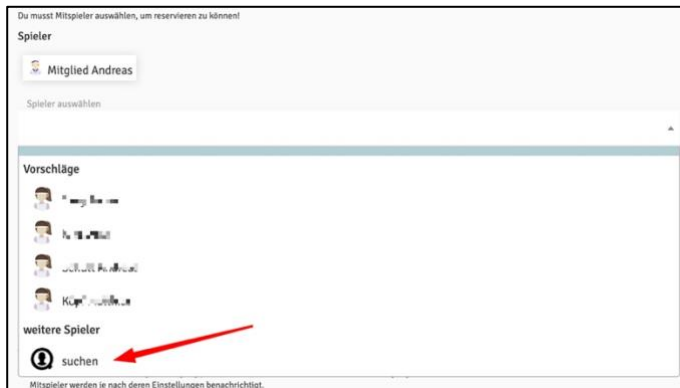 Du musst Mitspieler auswählen, um reservieren zu können!
Spieler
Mitglied Andreas
Spieler auswählen
Vorschläge
weitere Spieler
suchen
Mitspieler werden je nach deren Einstellungen benachrichtigt.